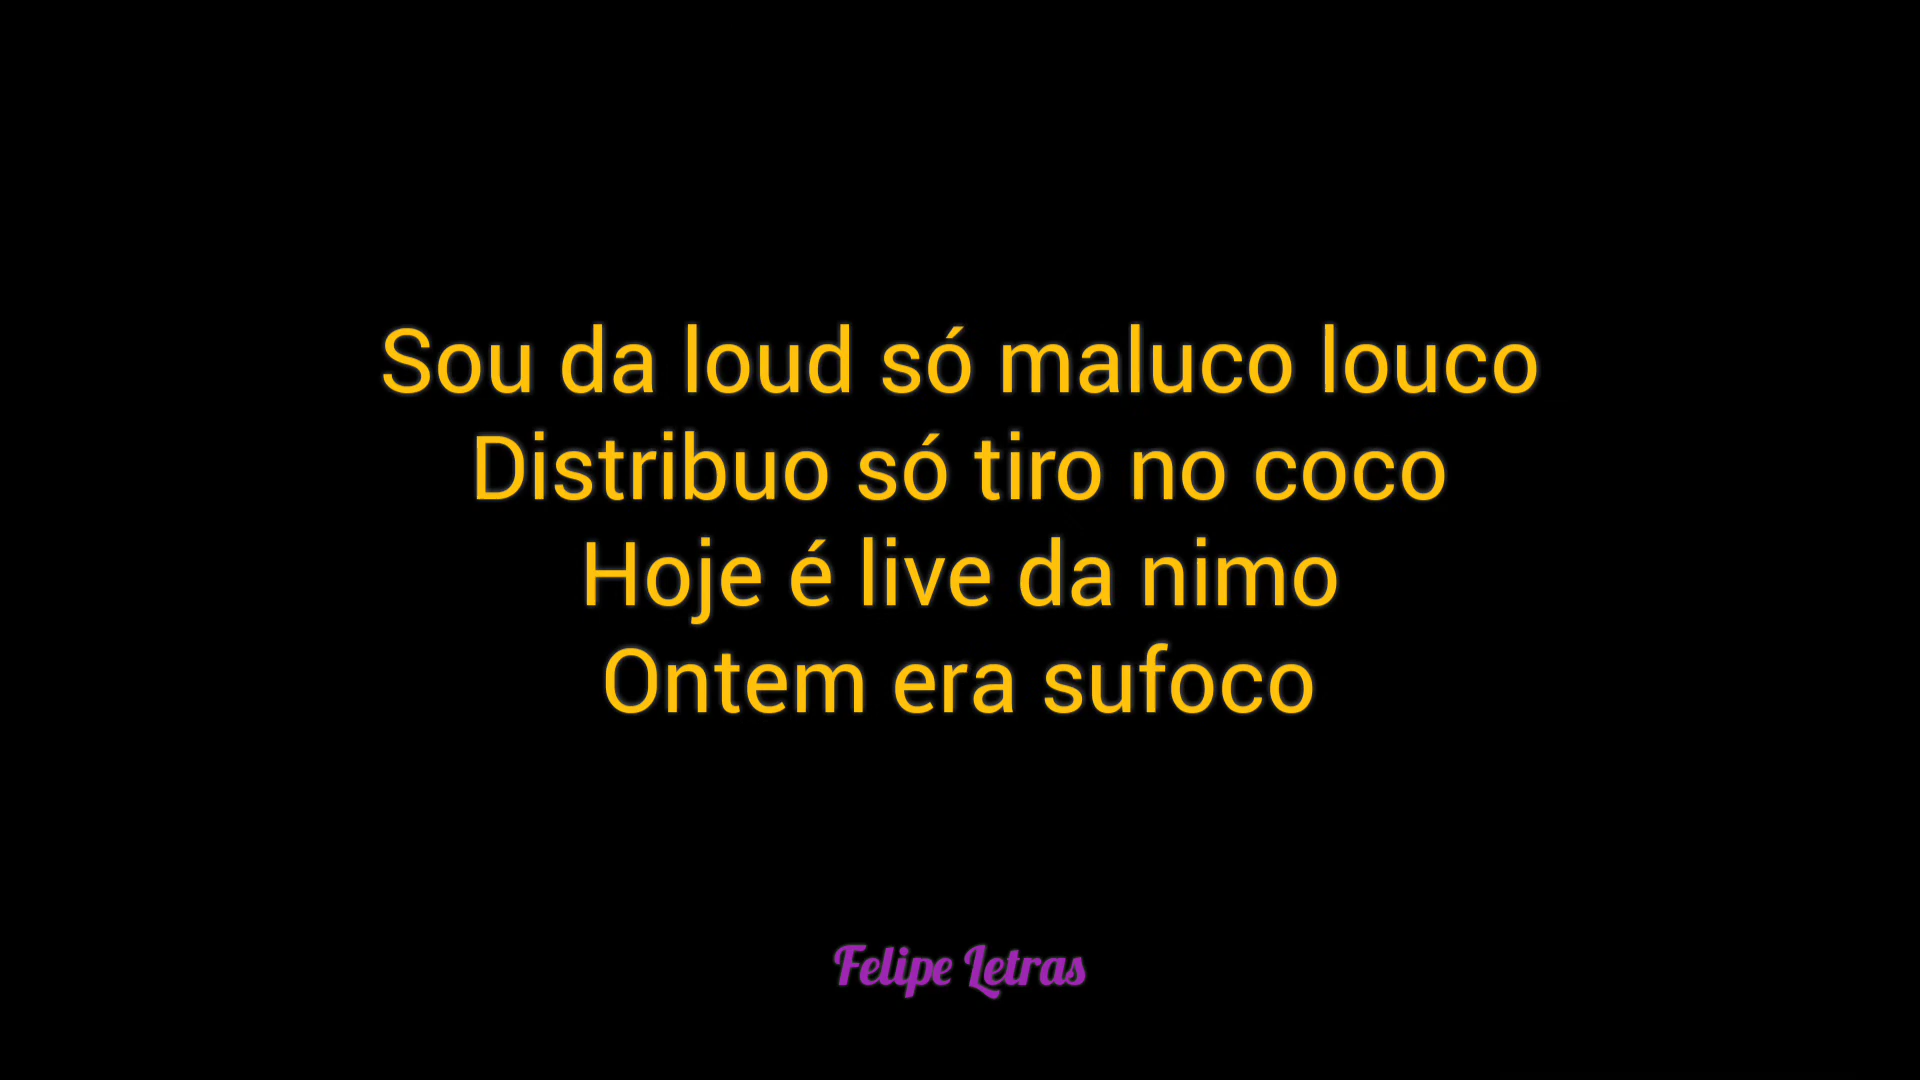 Sou da loud só maluco louco
Distribuo só tiro no coco
Hoje é live da nimo
Ontem era sufoco
Felipe Letras